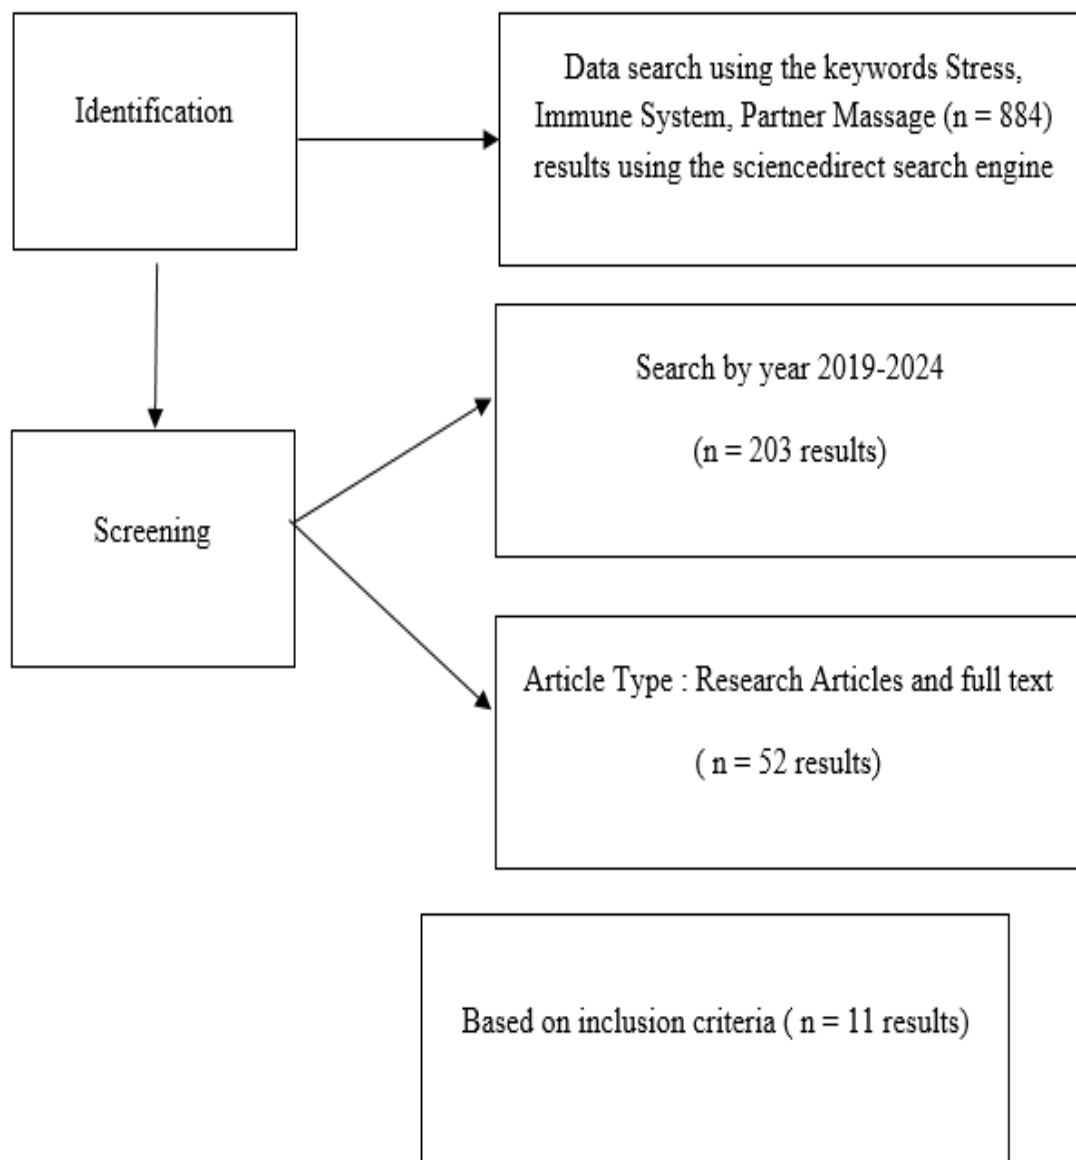 Identification
Data search using the keywords Stress,
Immune System, Partner Massage (n = 884)
results using the sciencedirect search engine
Search by year 2019-2024
(n = 203 results)
Screening
Article Type : Research Articles and full text
( n = 52 results)
Based on inclusion criteria ( n = 11 results)